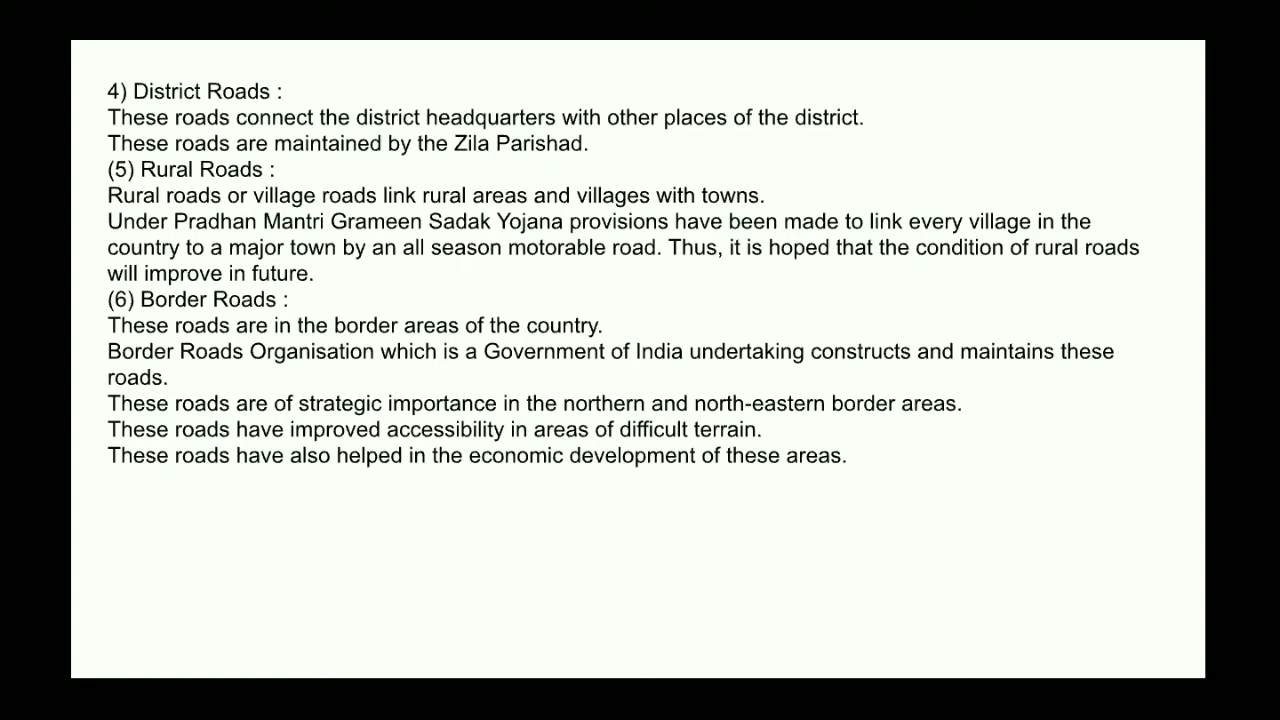 4) District Roads :
These roads connect the district headquarters with other places of the district.
These roads are maintained by the Zila Parishad.
(5) Rural Roads :
Rural roads or village roads link rural areas and villages with towns.
Under Pradhan Mantri Grameen Sadak Yojana provisions have been made to link every village in the
country to a major town by an all season motorable road. Thus, it is hoped that the condition of rural roads
will improve in future.
(6) Border Roads :
These roads are in the border areas of the country.
Border Roads Organisation which is a Government of India undertaking constructs and maintains these
roads.
These roads are of strategic importance in the northern and north-eastern border areas.
These roads have improved accessibility in areas of difficult terrain.
These roads have also helped in the economic development of these areas.